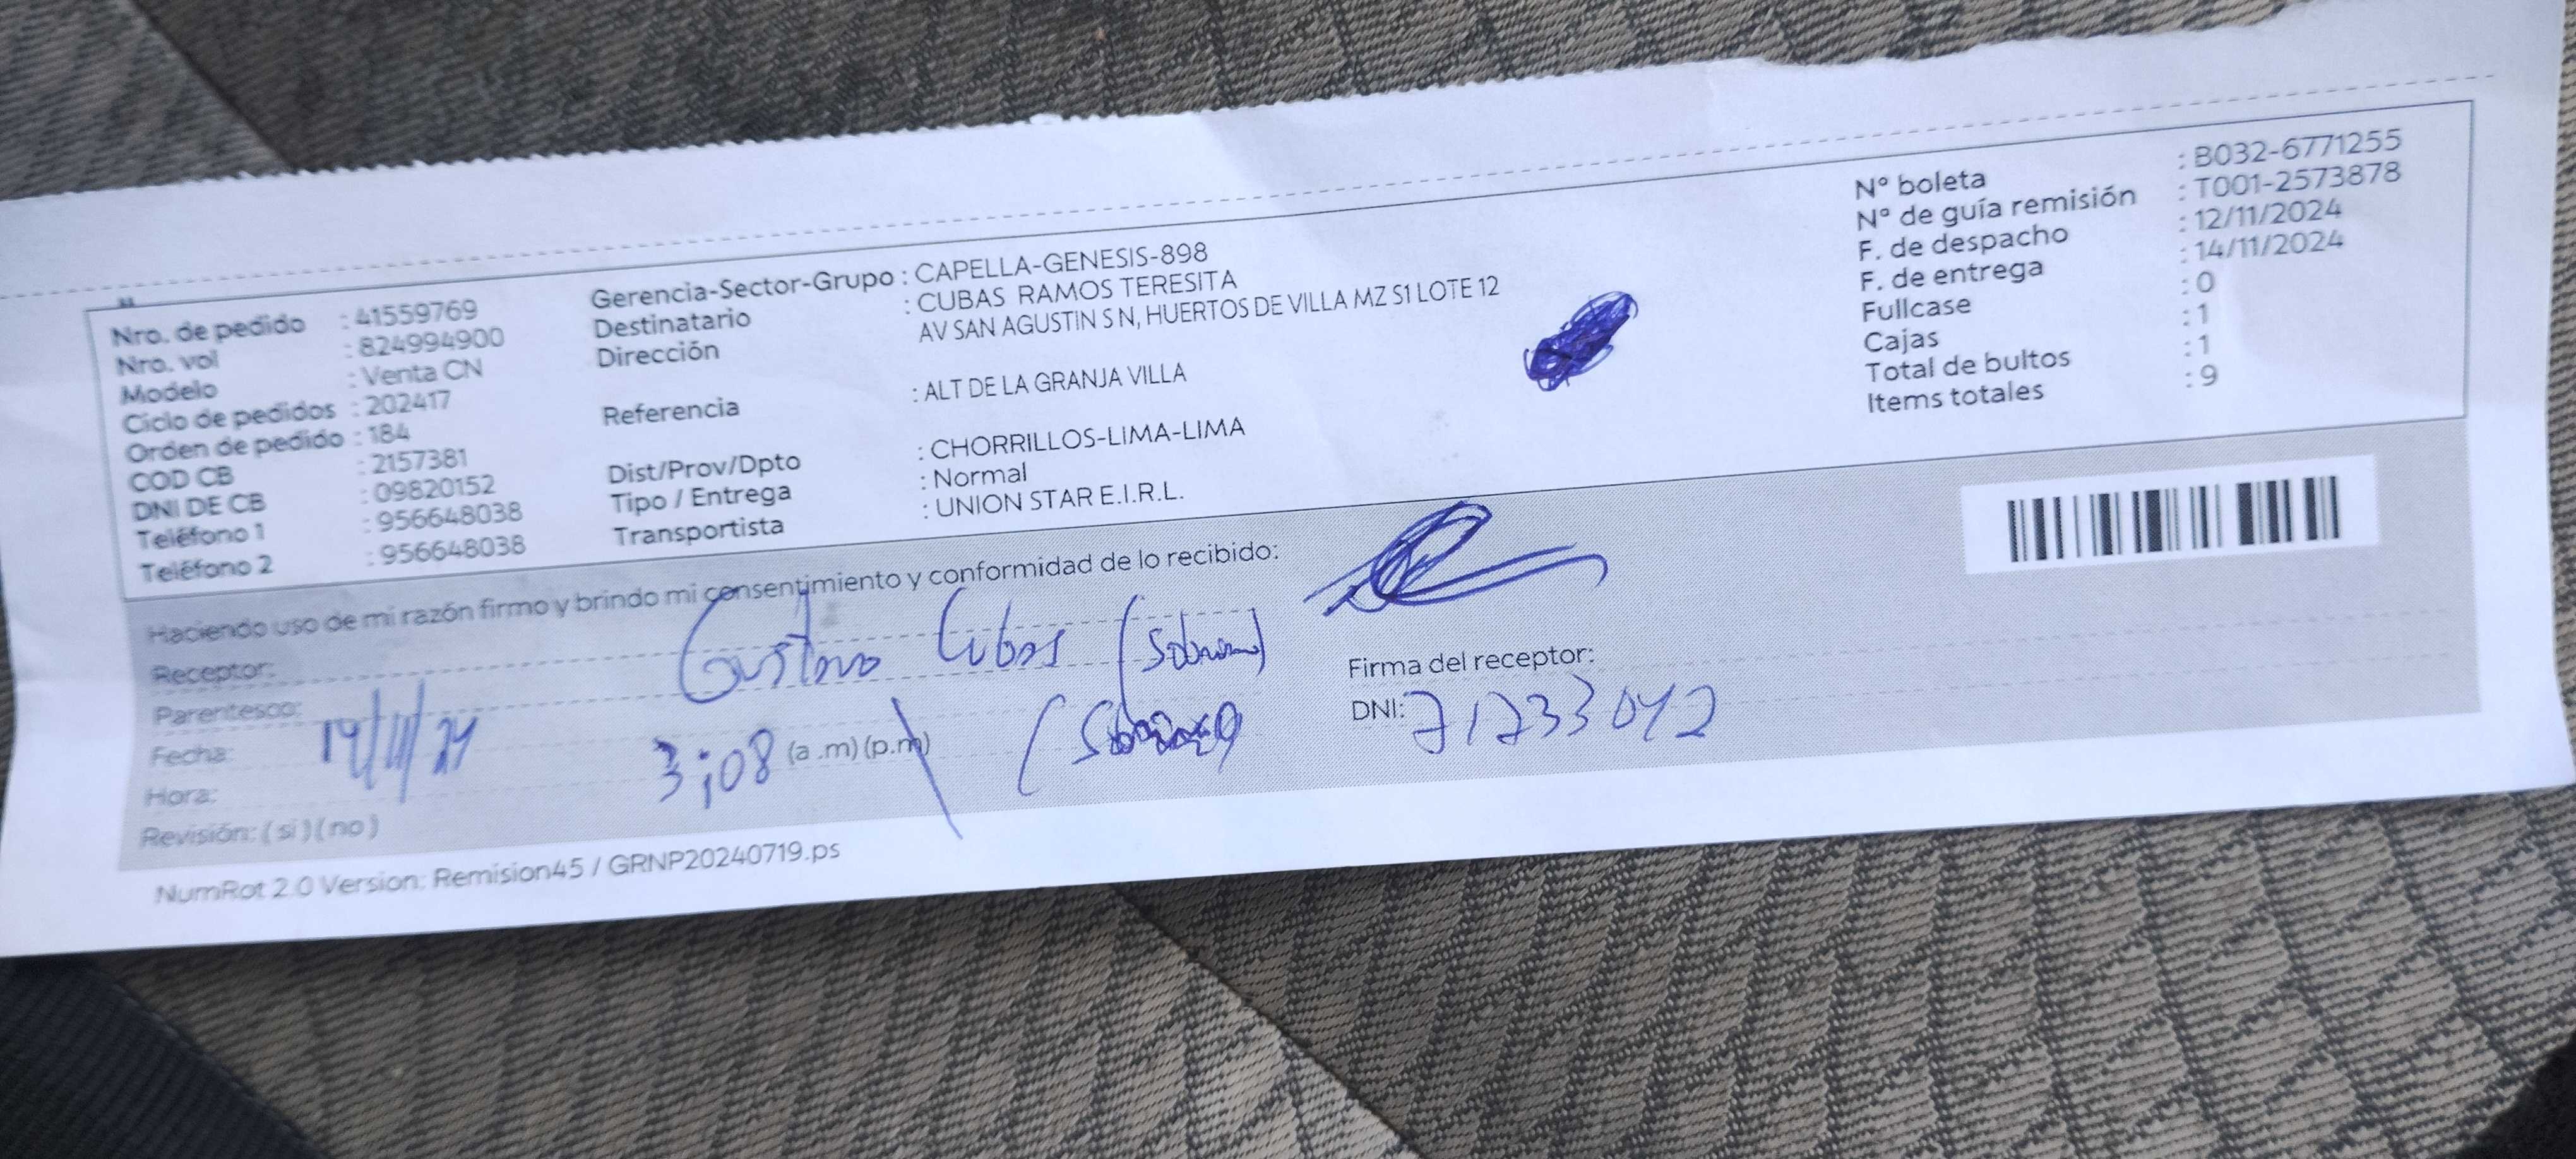 Nro. de pedido : 41559769
Nro. vol : 824994900
Modelo : Venta CN
Ciclo de pedidos : 202417
Orden de pedido : 184
COD CB : 2157381
DNI DE CB : 09820152
Teléfono 1 : 956648038
Teléfono 2 : 956648038
Gerencia-Sector-Grupo : CAPELLA-GENESIS-898
Destinatario : CUBAS RAMOS TERESITA
Dirección AV SAN AGUSTIN S N, HUERTOS DE VILLA MZ S1 LOTE 12
Referencia : ALT DE LA GRANJA VILLA
Dist/Prov/Dpto : CHORRILLOS-LIMA-LIMA
Tipo / Entrega : Normal
Transportista : UNION STAR E.I.R.L.
N° boleta : B032-6771255
N° de guía remisión : T001-2573878
F. de despacho : 12/11/2024
F. de entrega : 14/11/2024
Fullcase : 0
Cajas : 1
Total de bultos : 1
Items totales : 9
Haciendo uso de mi razón firmo y brindo mi consentimiento y conformidad de lo recibido:
Receptor: Gustavo Cubas (Sobrino)
Parentesco:
Fecha: 14/11/24
Hora: 3:08 (a .m) (p.m)
Revisión: ( si ) ( no )
Firma del receptor:
DNI: 71733042
NumRot 2.0 Version: Remision45 / GRNP20240719.ps